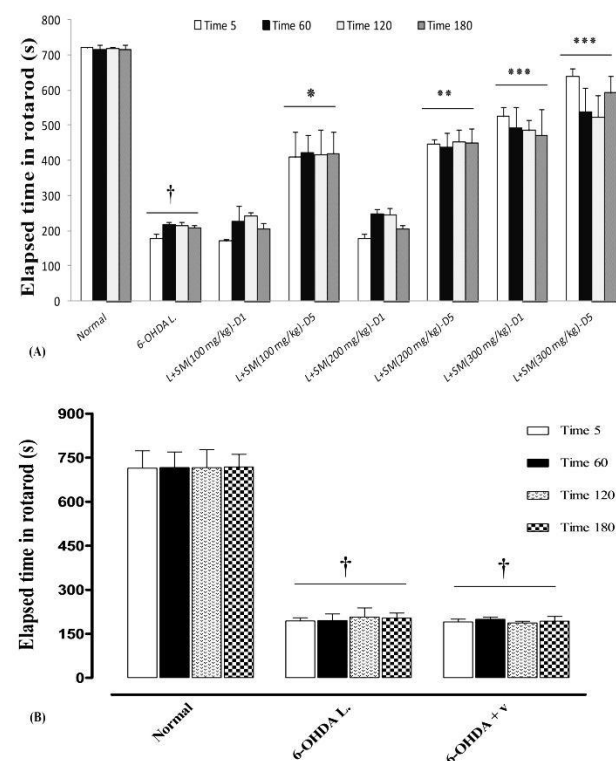 □ Time 5 ■ Time 60 □ Time 120 ■ Time 180
Elapsed time in rotarod (s)
800
700
600
500
400
300
200
100
0
†
*
**
***
***
Normal
6-OHDA L.
L+SM(100 mg/kg)-D1
L+SM(100 mg/kg)-D5
L+SM(200 mg/kg)-D1
L+SM(200 mg/kg)-D5
L+SM(300 mg/kg)-D1
L+SM(300 mg/kg)-D5
(A)
Elapsed time in rotarod (s)
900
750
600
450
300
150
0
Time 5
Time 60
Time 120
Time 180
†
†
Normal
6-OHDA L.
6-OHDA + v
(B)